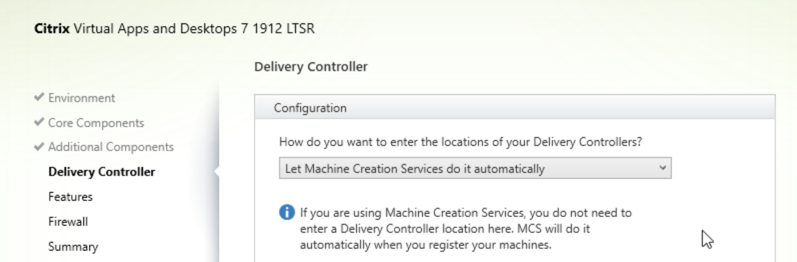 Citrix Virtual Apps and Desktops 7 1912 LTSR
Delivery Controller
Environment
Core Components
Additional Components
Delivery Controller
Features
Firewall
Summary
Configuration
How do you want to enter the locations of your Delivery Controllers?
Let Machine Creation Services do it automatically
If you are using Machine Creation Services, you do not need to
enter a Delivery Controller location here. MCS will do it
automatically when you register your machines.